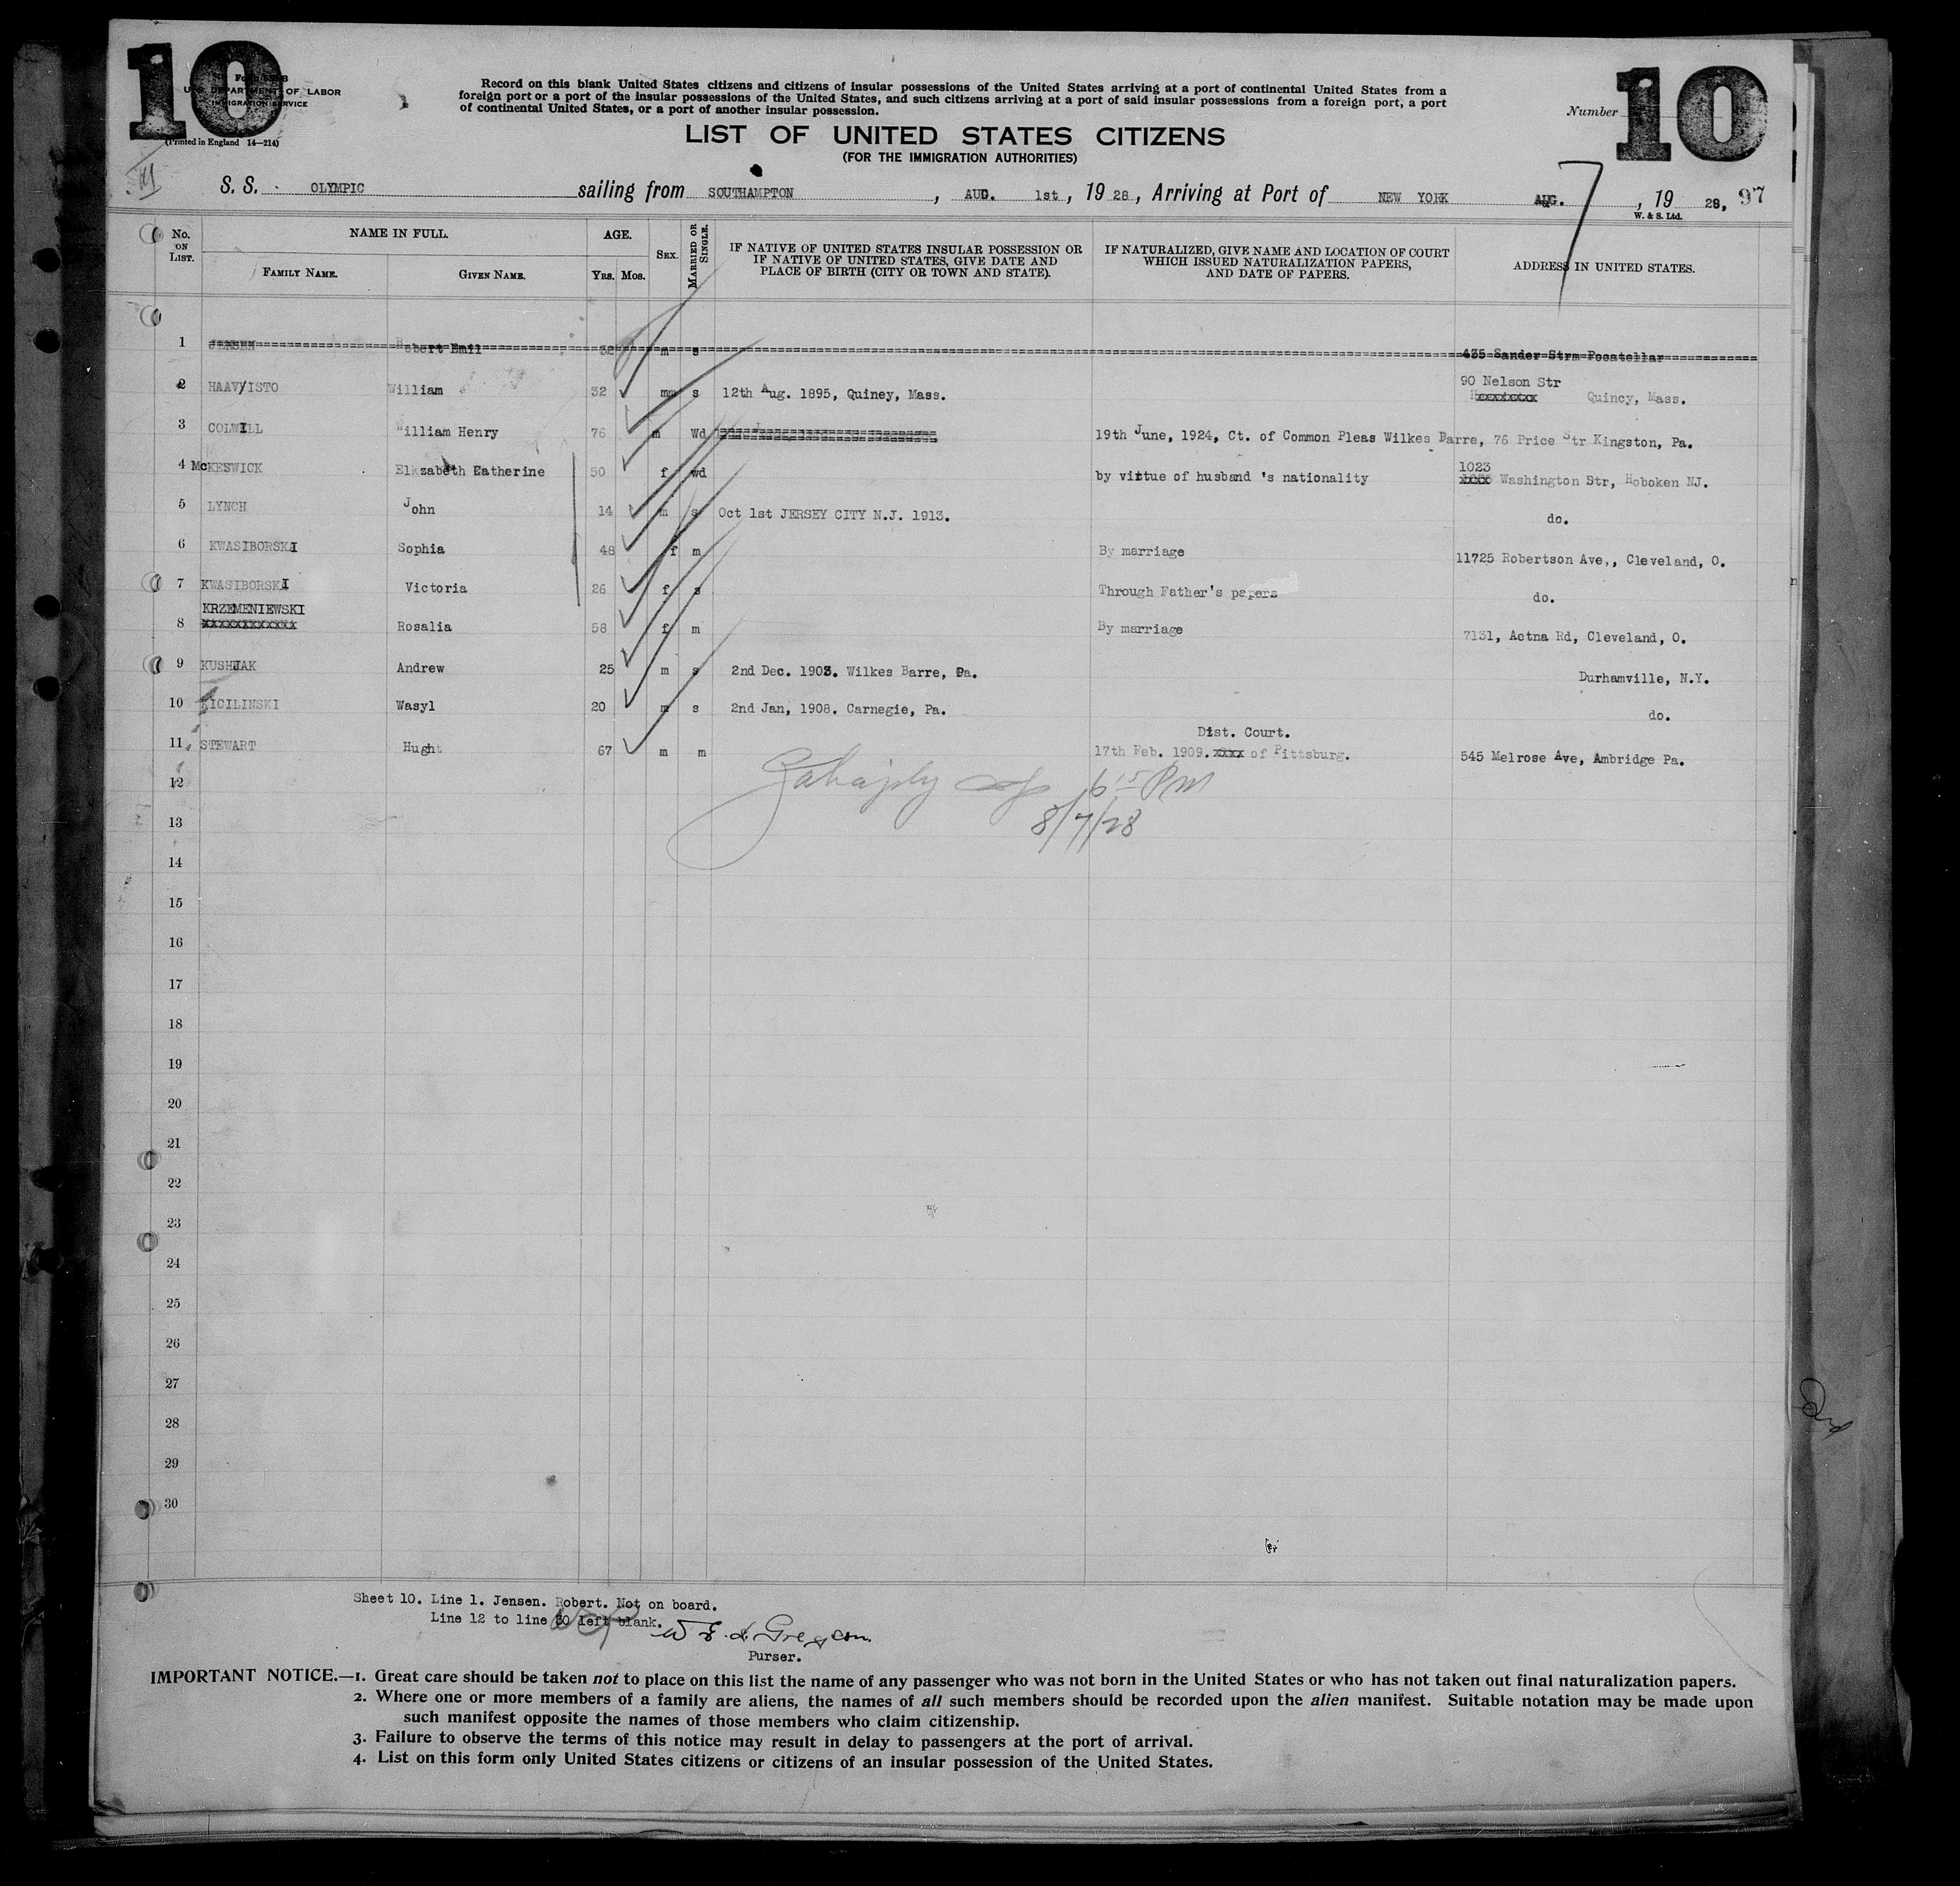 10
Form 630 B
U.S. DEPARTMENT OF LABOR
IMMIGRATION SERVICE
(Printed in England 14—214)
Record on this blank United States citizens and citizens of insular possessions of the United States arriving at a port of continental United States from a
foreign port or a port of the insular possessions of the United States, and such citizens arriving at a port of said insular possessions from a foreign port, a port
of continental United States, or a port of another insular possession.
Number 10
LIST OF UNITED STATES CITIZENS
(FOR THE IMMIGRATION AUTHORITIES)
S. S. OLYMPIC sailing from SOUTHAMPTON, AUG. 1st, 19 28, Arriving at Port of NEW YORK AUG. 7, 19 28, 97
W. & S. Ltd.
No. ON LIST. NAME IN FULL. AGE. SEX. MARRIED OR SINGLE. IF NATIVE OF UNITED STATES INSULAR POSSESSION OR IF NATIVE OF UNITED STATES, GIVE DATE AND PLACE OF BIRTH (CITY OR TOWN AND STATE). IF NATURALIZED, GIVE NAME AND LOCATION OF COURT WHICH ISSUED NATURALIZATION PAPERS, AND DATE OF PAPERS. ADDRESS IN UNITED STATES.
FAMILY NAME. GIVEN NAME. YRS. MOS.
1 JENSEN Robert Emil 32 m s 435 Sander Strm Pocatellar
2 HAAVISTO William 32 m s 12th Aug. 1895, Quiney, Mass. 90 Nelson Str Quincy, Mass.
3 COLWILL William Henry 76 m wd 19th June, 1924, Ct. of Common Pleas Wilkes Barre, 76 Price Str Kingston, Pa.
4 McKESWICK Elizabeth Catherine 50 f wd by virtue of husband 's nationality 1023 Washington Str, Hoboken NJ.
5 LYNCH John 14 m s Oct 1st JERSEY CITY N.J. 1913. do.
6 KWASIBORSKI Sophia 48 f m By marriage 11725 Robertson Ave,, Cleveland, O.
7 KWASIBORSKI Victoria 26 f s Through Father's papers do.
KRZEMENIEWSKI
8 xxxxxxxxxxxx Rosalia 58 f m By marriage 7131, Aetna Rd, Cleveland, O.
9 KUSHJAK Andrew 25 m s 2nd Dec. 1903. Wilkes Barre, Pa. Durhamville, N.Y.
10 KICILINSKI Wasyl 20 m s 2nd Jan, 1908. Carnegie, Pa. do.
Dist. Court.
11 STEWART Hugh 67 m m 17th Feb. 1909. xxxx of Pittsburg. 545 Melrose Ave, Ambridge Pa.
12
6 15 PM
13
8/7/28
14
15
16
17
18
19
20
21
22
23
24
25
26
27
28
29
30
Sheet 10. Line 1. Jensen. Robert. Not on board.
Line 12 to line 30 left blank.
Purser.
IMPORTANT NOTICE.—1. Great care should be taken not to place on this list the name of any passenger who was not born in the United States or who has not taken out final naturalization papers.
2. Where one or more members of a family are aliens, the names of all such members should be recorded upon the alien manifest. Suitable notation may be made upon
such manifest opposite the names of those members who claim citizenship.
3. Failure to observe the terms of this notice may result in delay to passengers at the port of arrival.
4. List on this form only United States citizens or citizens of an insular possession of the United States.